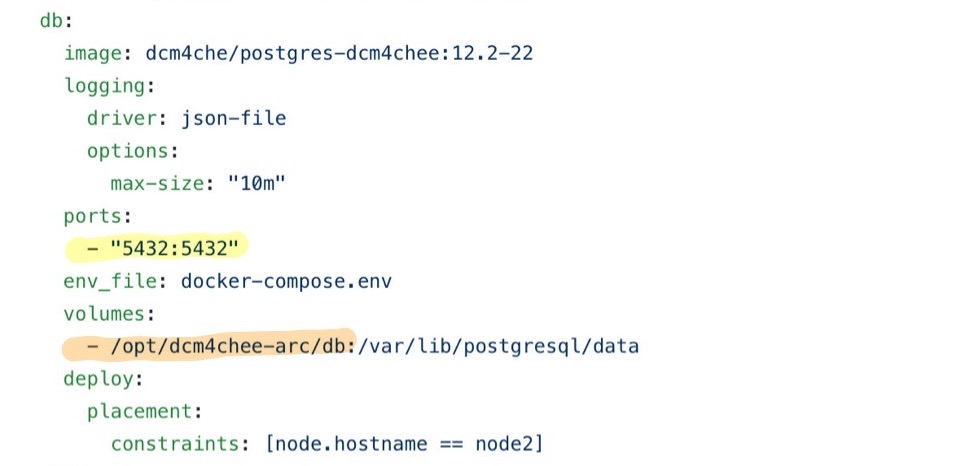 db:
image: dcm4che/postgres-dcm4chee:12.2-22
logging:
driver: json-file
options:
max-size: "10m"
ports:
- "5432:5432"
env_file: docker-compose.env
volumes:
- /opt/dcm4chee-arc/db:/var/lib/postgresql/data
deploy:
placement:
constraints: [node.hostname == node2]